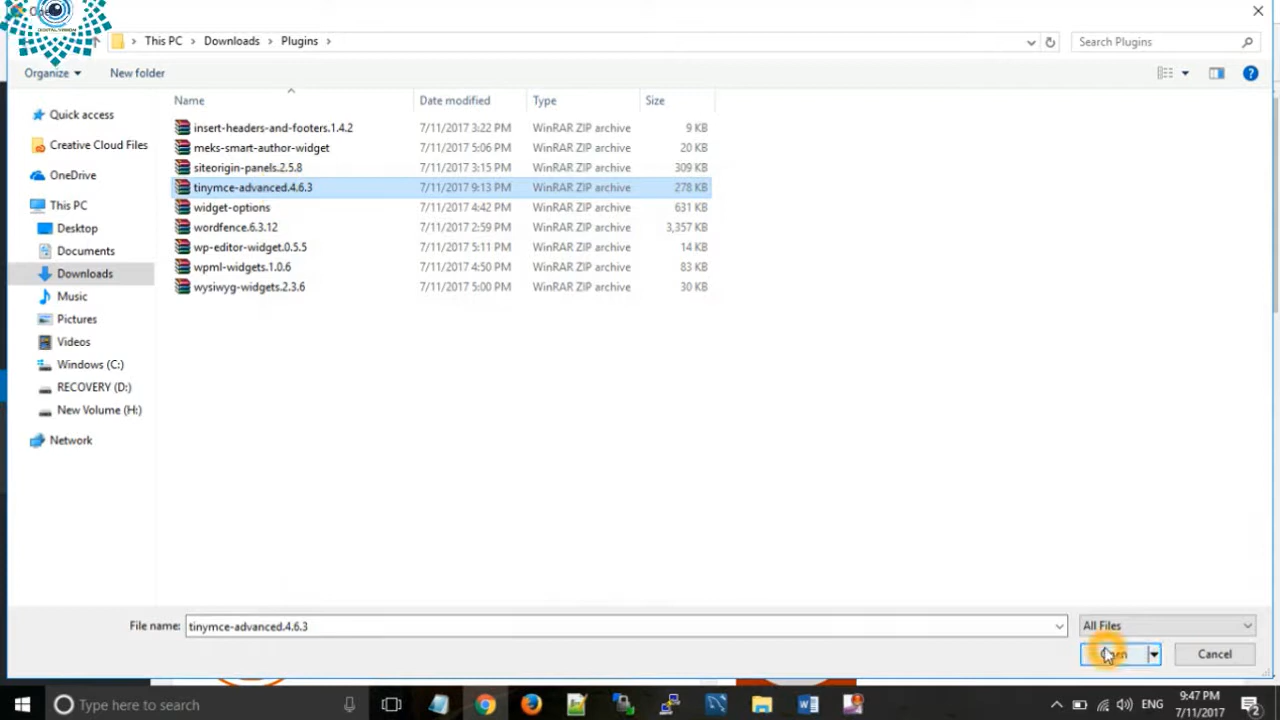 This PC > Downloads > Plugins >
Search Plugins
Organize
New folder
Name Date modified Type Size
insert-headers-and-footers.1.4.2 7/11/2017 3:22 PM WinRAR ZIP archive 9 KB
meks-smart-author-widget 7/11/2017 5:06 PM WinRAR ZIP archive 20 KB
siteorigin-panels.2.5.8 7/11/2017 3:15 PM WinRAR ZIP archive 309 KB
tinymce-advanced.4.6.3 7/11/2017 9:13 PM WinRAR ZIP archive 278 KB
widget-options 7/11/2017 4:42 PM WinRAR ZIP archive 631 KB
wordfence.6.3.12 7/11/2017 2:59 PM WinRAR ZIP archive 3,357 KB
wp-editor-widget.0.5.5 7/11/2017 5:11 PM WinRAR ZIP archive 14 KB
wpml-widgets.1.0.6 7/11/2017 4:50 PM WinRAR ZIP archive 83 KB
wysiwyg-widgets.2.3.6 7/11/2017 5:00 PM WinRAR ZIP archive 30 KB
Quick access
Creative Cloud Files
OneDrive
This PC
Desktop
Documents
Downloads
Music
Pictures
Videos
Windows (C:)
RECOVERY (D:)
New Volume (H:)
Network
File name: tinymce-advanced.4.6.3
All Files
Cancel
Type here to search
ENG
9:47 PM
7/11/2017
2